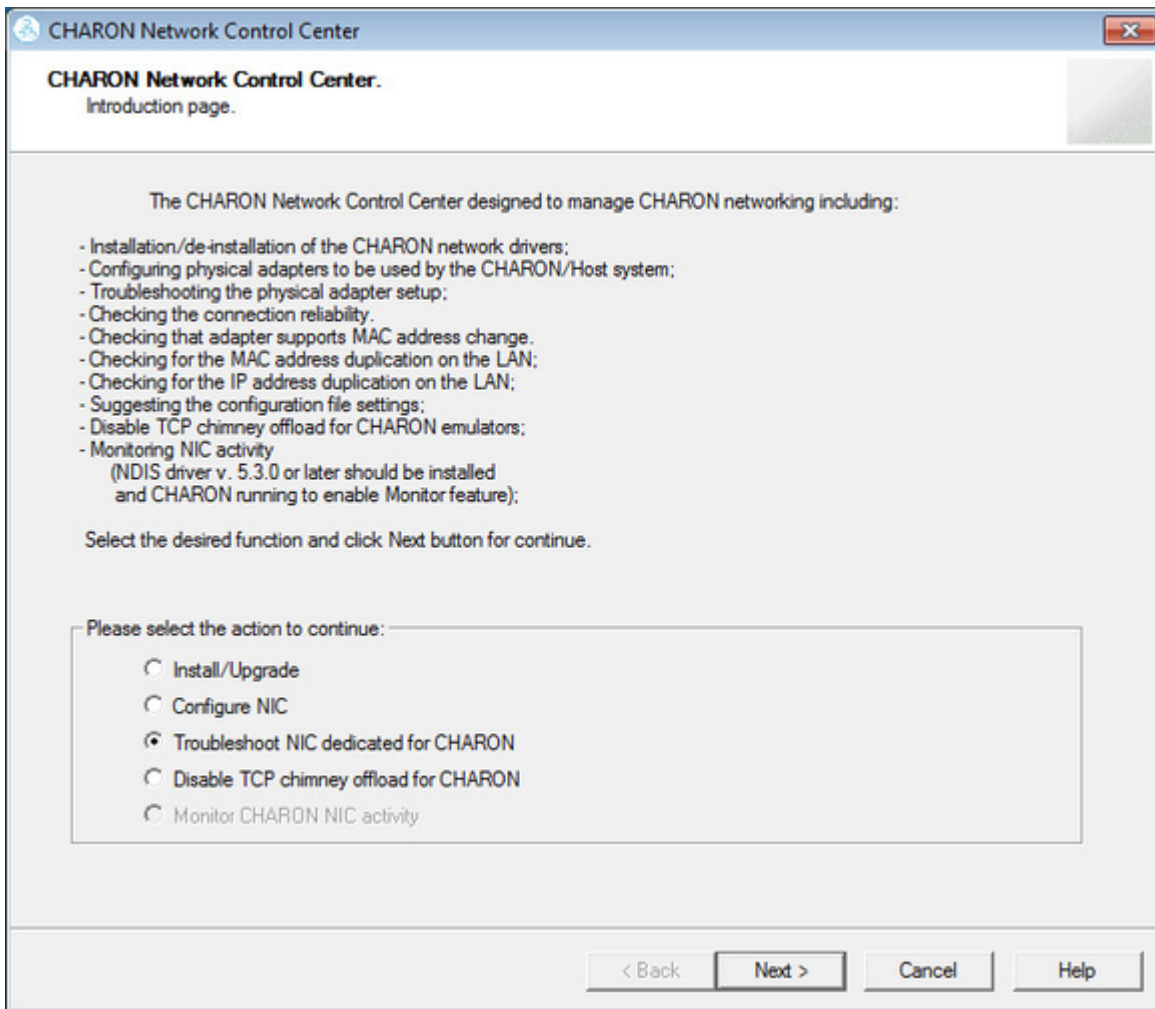 CHARON Network Control Center
CHARON Network Control Center.
Introduction page.
The CHARON Network Control Center designed to manage CHARON networking including:
- Installation/de-installation of the CHARON network drivers;
- Configuring physical adapters to be used by the CHARON/Host system;
- Troubleshooting the physical adapter setup;
- Checking the connection reliability.
- Checking that adapter supports MAC address change.
- Checking for the MAC address duplication on the LAN;
- Checking for the IP address duplication on the LAN;
- Suggesting the configuration file settings;
- Disable TCP chimney offload for CHARON emulators;
- Monitoring NIC activity
(NDIS driver v. 5.3.0 or later should be installed
and CHARON running to enable Monitor feature);
Select the desired function and click Next button for continue.
Please select the action to continue:
Install/Upgrade
Configure NIC
Troubleshoot NIC dedicated for CHARON
Disable TCP chimney offload for CHARON
Monitor CHARON NIC activity
< Back Next > Cancel Help